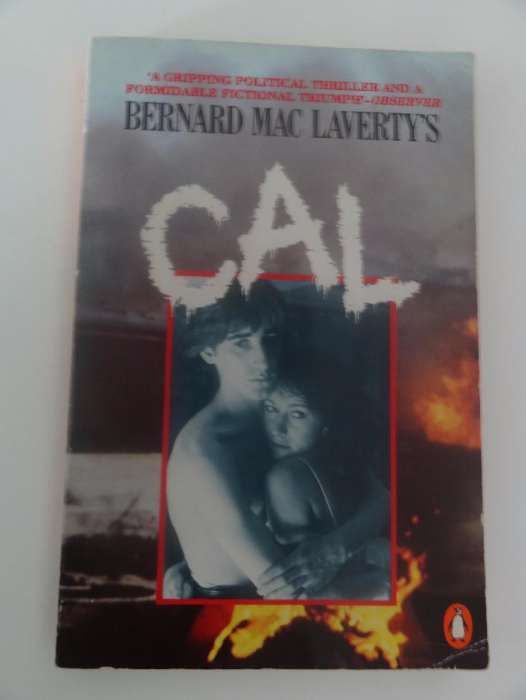 'A GRIPPING POLITICAL THRILLER AND A
FORMIDABLE FICTIONAL TRIUMPH'–OBSERVER
BERNARD MAC LAVERTY'S
CAL